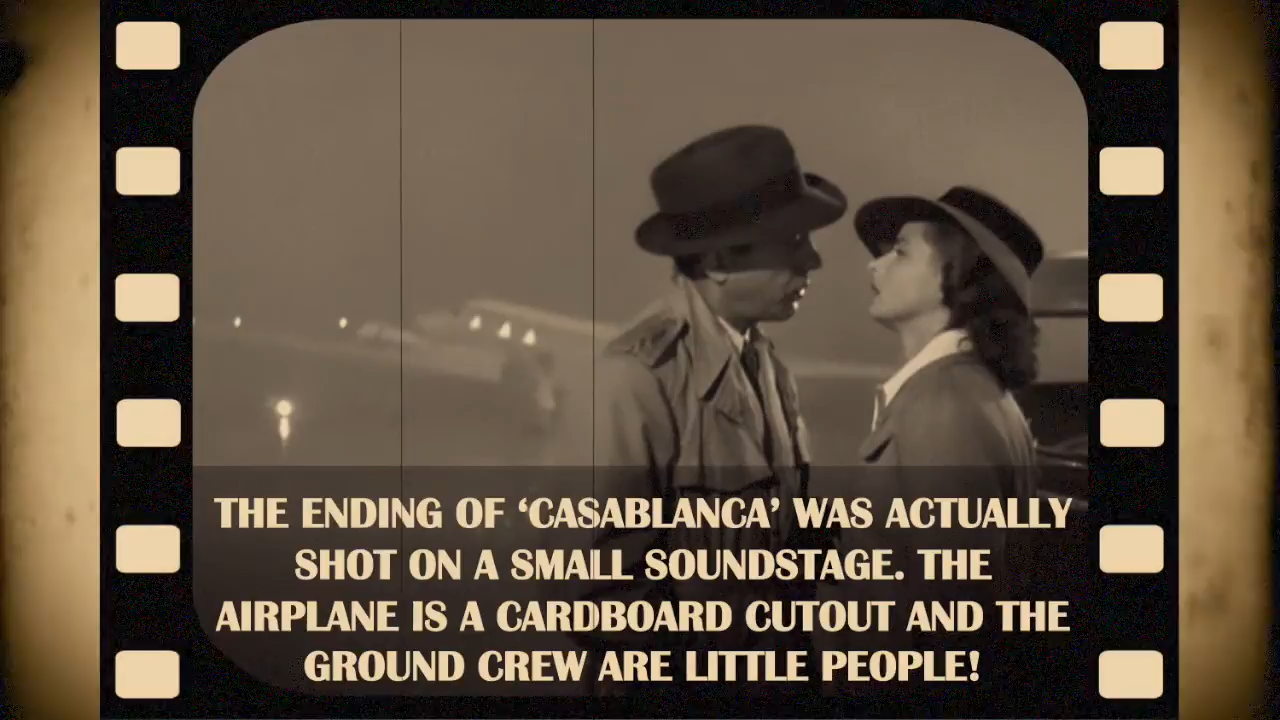 THE ENDING OF ‘CASABLANCA’ WAS ACTUALLY
SHOT ON A SMALL SOUNDSTAGE. THE
AIRPLANE IS A CARDBOARD CUTOUT AND THE
GROUND CREW ARE LITTLE PEOPLE!